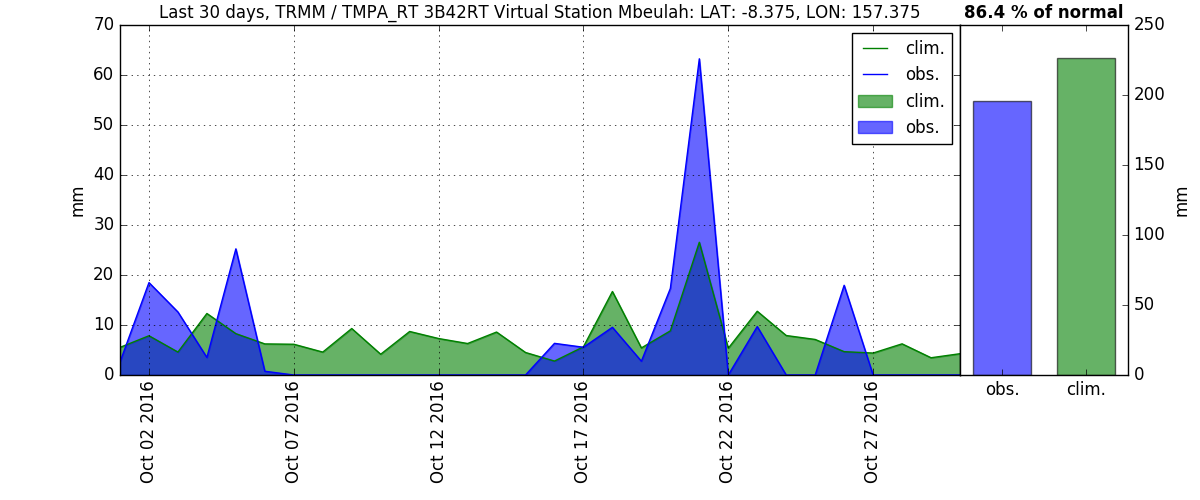 Last 30 days, TRMM / TMPA_RT 3B42RT Virtual Station Mbeulah: LAT: -8.375, LON: 157.375
86.4 % of normal
70
60
50
40
30
20
10
0
mm
clim.
obs.
clim.
obs.
Oct 02 2016
Oct 07 2016
Oct 12 2016
Oct 17 2016
Oct 22 2016
Oct 27 2016
250
200
150
100
50
0
mm
obs.
clim.